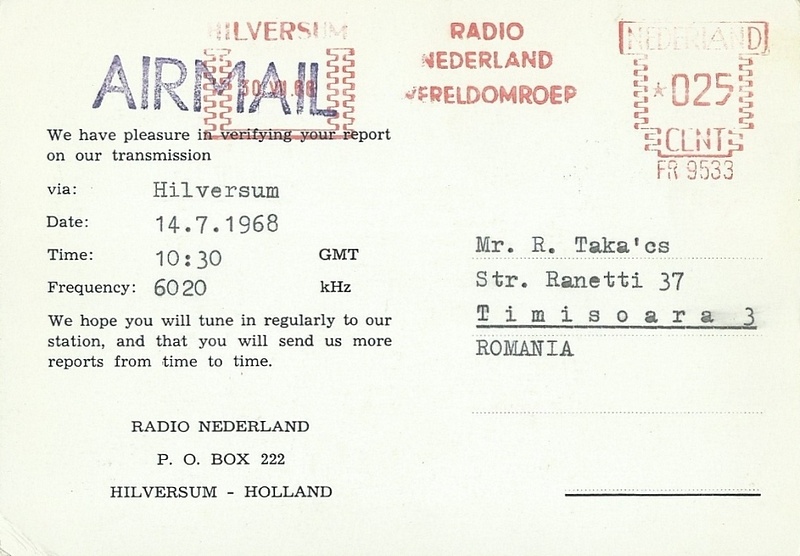 HILVERSUM
RADIO
NEDERLAND
WERELDOMROEP
NEDERLAND
*025
CENT
FR 9533
AIRMAIL
We have pleasure in verifying your report
on our transmission
via: Hilversum
Date: 14.7.1968
Time: 10:30 GMT
Frequency: 6020 kHz
We hope you will tune in regularly to our
station, and that you will send us more
reports from time to time.
RADIO NEDERLAND
P. O. BOX 222
HILVERSUM - HOLLAND
Mr. R. Taka'cs
Str. Ranetti 37
Timisoara 3
ROMANIA